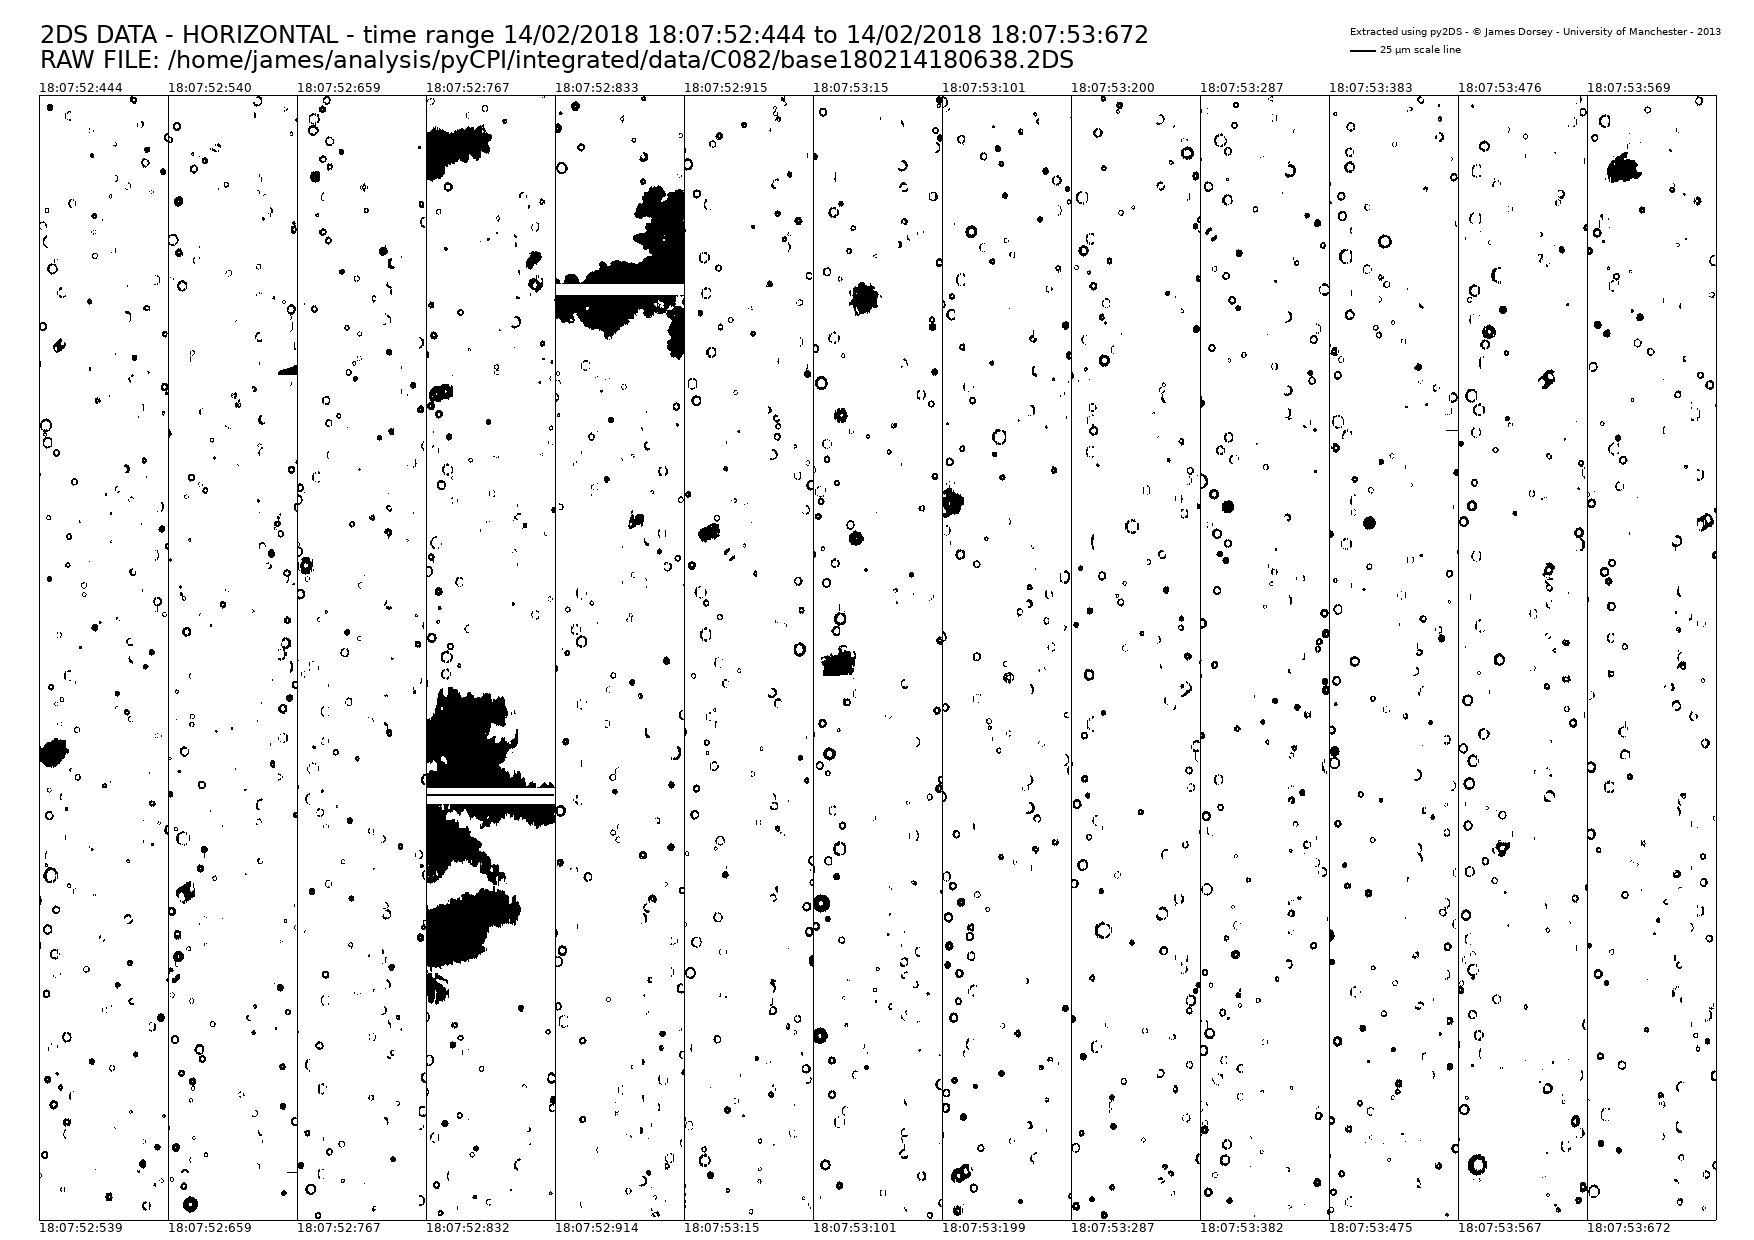 2DS DATA - HORIZONTAL - time range 14/02/2018 18:07:52:444 to 14/02/2018 18:07:53:672
RAW FILE: /home/james/analysis/pyCPI/integrated/data/C082/base180214180638.2DS
Extracted using py2DS - © James Dorsey - University of Manchester - 2013
25 μm scale line
18:07:52:444 18:07:52:540 18:07:52:659 18:07:52:767 18:07:52:833 18:07:52:915 18:07:53:15 18:07:53:101 18:07:53:200 18:07:53:287 18:07:53:383 18:07:53:476 18:07:53:569
18:07:52:539 18:07:52:659 18:07:52:767 18:07:52:832 18:07:52:914 18:07:53:15 18:07:53:101 18:07:53:199 18:07:53:287 18:07:53:382 18:07:53:475 18:07:53:567 18:07:53:672